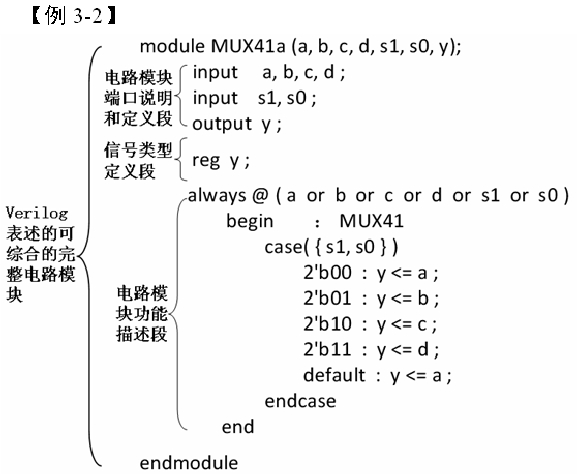 【例 3-2】
module MUX41a (a, b, c, d, s1, s0, y);
电路模块
端口说明
和定义段
input a, b, c, d ;
input s1, s0 ;
output y ;
信号类型
定义段
reg y ;
Verilog
表述的可
综合的完
整电路模
块
电路模
块功能
描述段
always @ ( a or b or c or d or s1 or s0 )
begin : MUX41
case( { s1, s0 } )
2'b00 : y <= a ;
2'b01 : y <= b ;
2'b10 : y <= c ;
2'b11 : y <= d ;
default : y <= a ;
endcase
end
endmodule